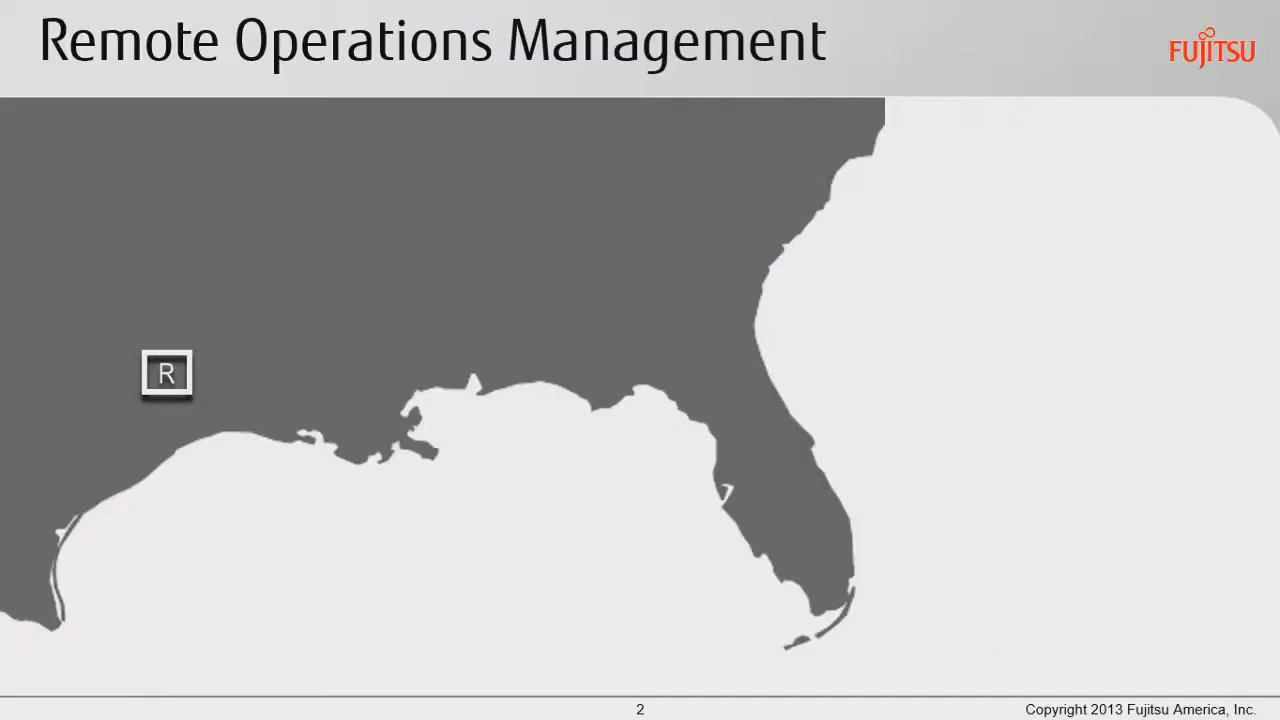 Remote Operations Management
FUJITSU
R
2
Copyright 2013 Fujitsu America, Inc.